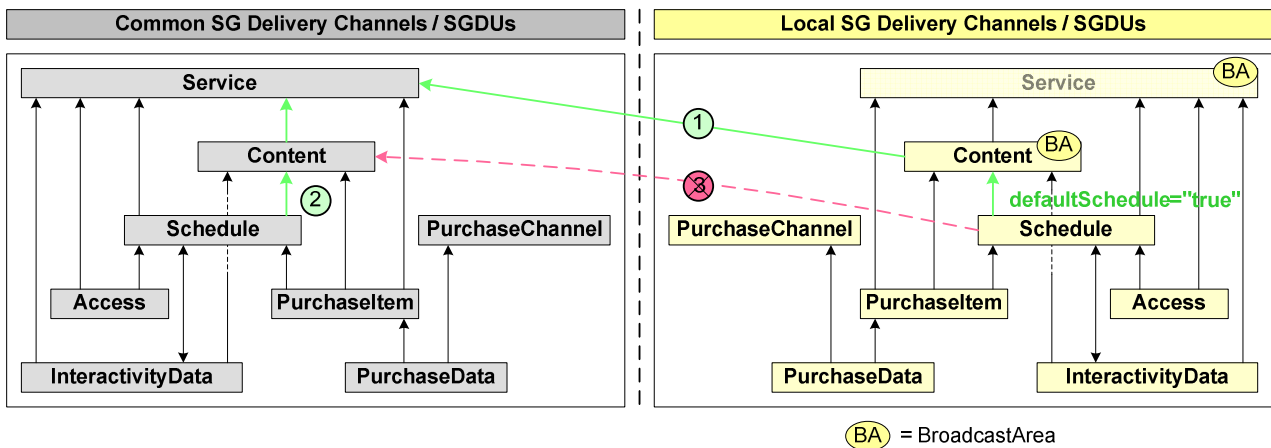 Common SG Delivery Channels / SGDUs
Local SG Delivery Channels / SGDUs
Service
BA
Service
1
Content
BA
Content
3
2
defaultSchedule="true"
Schedule
PurchaseChannel
PurchaseChannel
Schedule
Access
PurchaseItem
PurchaseItem
Access
InteractivityData
PurchaseData
PurchaseData
InteractivityData
BA = BroadcastArea